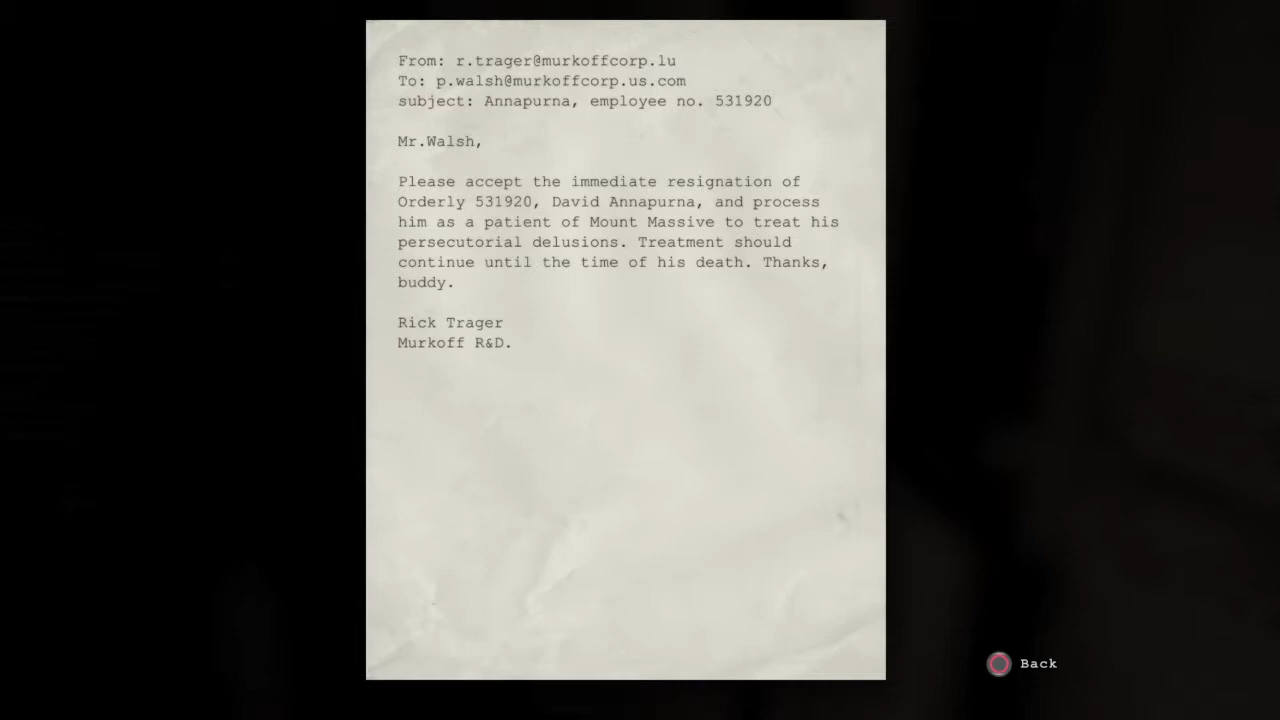 From: r.trager@murkoffcorp.lu
To: p.walsh@murkoffcorp.us.com
subject: Annapurna, employee no. 531920
Mr.Walsh,
Please accept the immediate resignation of
Orderly 531920, David Annapurna, and process
him as a patient of Mount Massive to treat his
persecutorial delusions. Treatment should
continue until the time of his death. Thanks,
buddy.
Rick Trager
Murkoff R&D.
Back